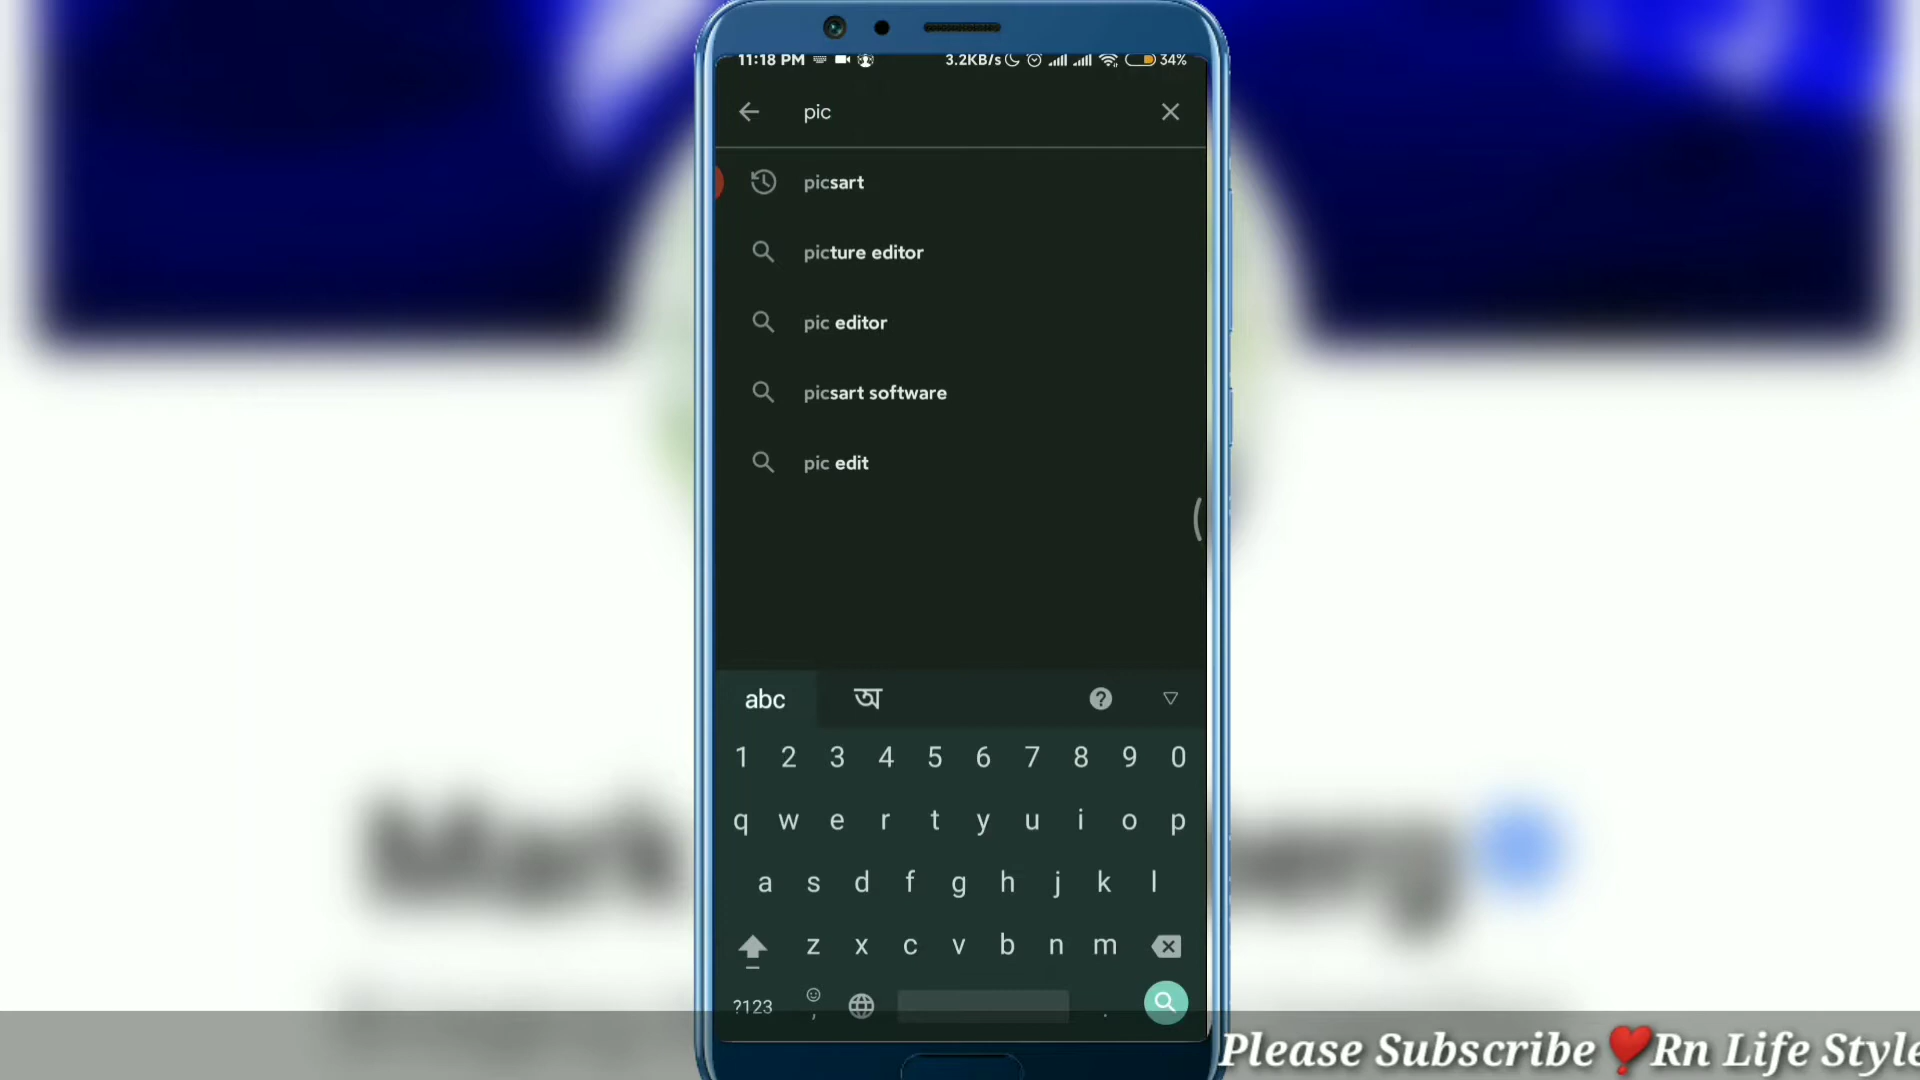 11:18 PM 3.2KB/s 34%
pic
picsart
picture editor
pic editor
picsart software
pic edit
abc অ
1 2 3 4 5 6 7 8 9 0
q w e r t y u i o p
a s d f g h j k l
z x c v b n m
?123 , .
Mark
Please Subscribe ❤️Rn Life Style